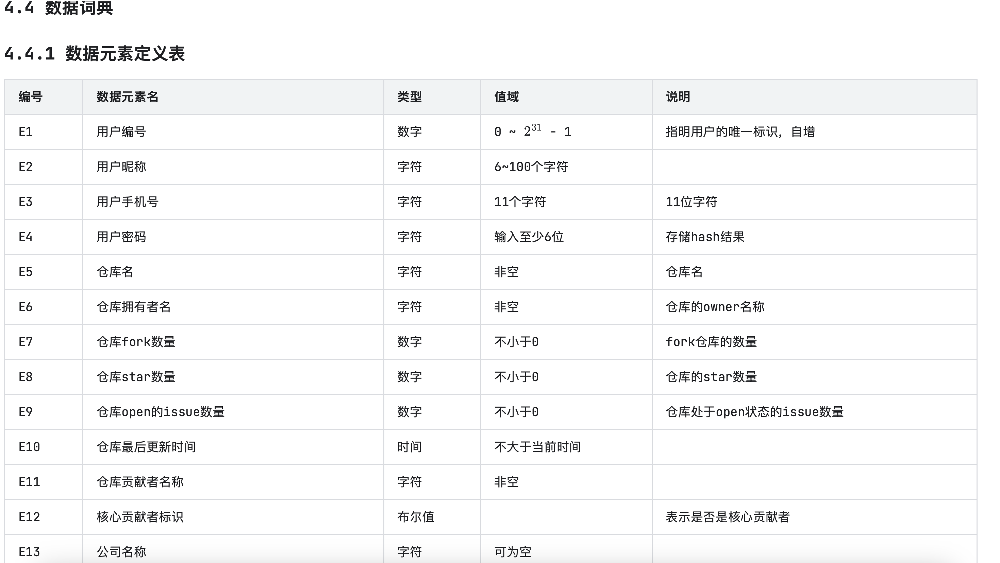 4.4 数据词典
4.4.1 数据元素定义表
编号 数据元素名 类型 值域 说明
E1 用户编号 数字 0 ~ 2^31 - 1 指明用户的唯一标识，自增
E2 用户昵称 字符 6~100个字符
E3 用户手机号 字符 11个字符 11位字符
E4 用户密码 字符 输入至少6位 存储hash结果
E5 仓库名 字符 非空 仓库名
E6 仓库拥有者名 字符 非空 仓库的owner名称
E7 仓库fork数量 数字 不小于0 fork仓库的数量
E8 仓库star数量 数字 不小于0 仓库的star数量
E9 仓库open的issue数量 数字 不小于0 仓库处于open状态的issue数量
E10 仓库最后更新时间 时间 不大于当前时间
E11 仓库贡献者名称 字符 非空
E12 核心贡献者标识 布尔值 表示是否是核心贡献者
E13 公司名称 字符 可为空